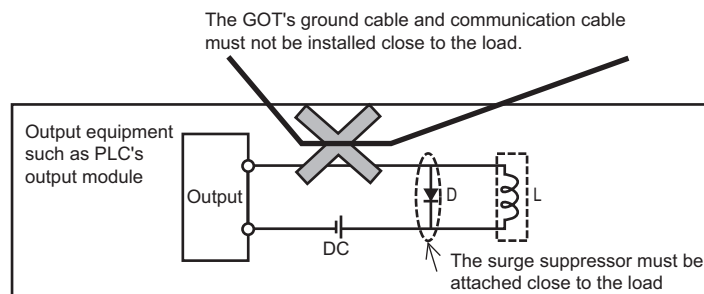 The GOT's ground cable and communication cable
must not be installed close to the load.
Output equipment
such as PLC's
output module
Output
D
L
DC
The surge suppressor must be
attached close to the load